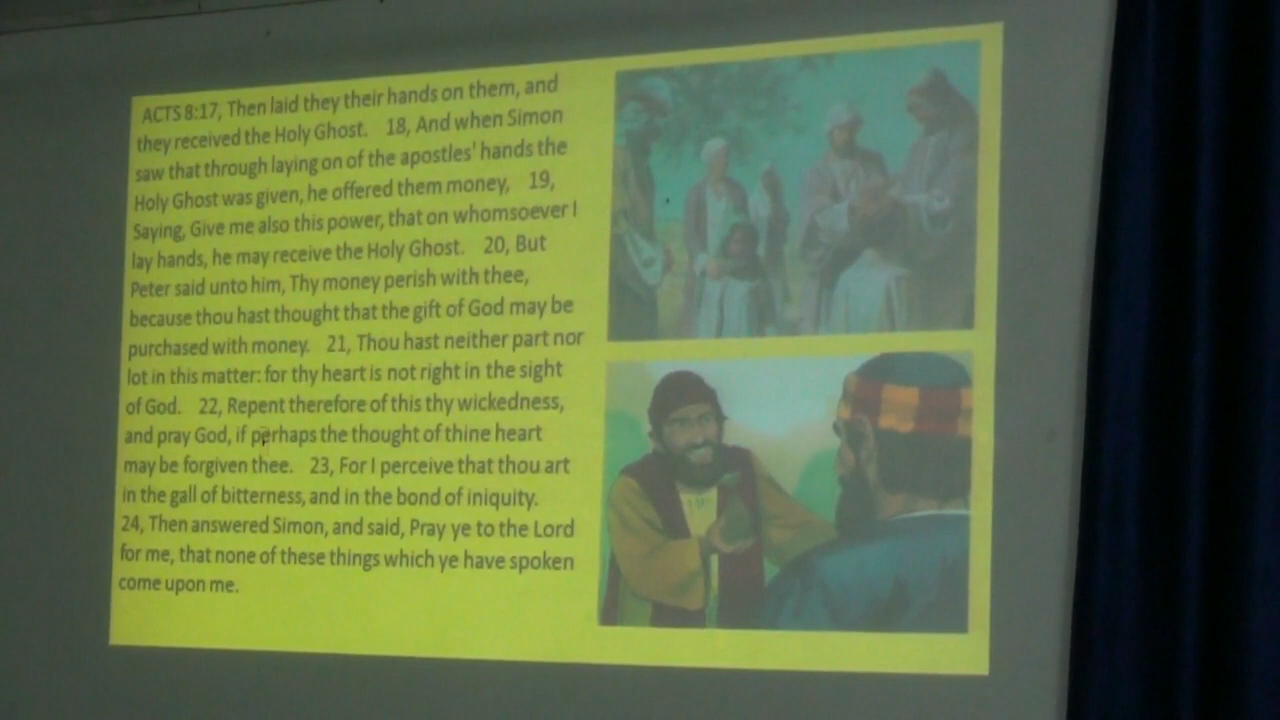 ACTS 8:17, Then laid they their hands on them, and
they received the Holy Ghost. 18, And when Simon
saw that through laying on of the apostles' hands the
Holy Ghost was given, he offered them money, 19,
Saying, Give me also this power, that on whomsoever I
lay hands, he may receive the Holy Ghost. 20, But
Peter said unto him, Thy money perish with thee,
because thou hast thought that the gift of God may be
purchased with money. 21, Thou hast neither part nor
lot in this matter: for thy heart is not right in the sight
of God. 22, Repent therefore of this thy wickedness,
and pray God, if perhaps the thought of thine heart
may be forgiven thee. 23, For I perceive that thou art
in the gall of bitterness, and in the bond of iniquity.
24, Then answered Simon, and said, Pray ye to the Lord
for me, that none of these things which ye have spoken
come upon me.